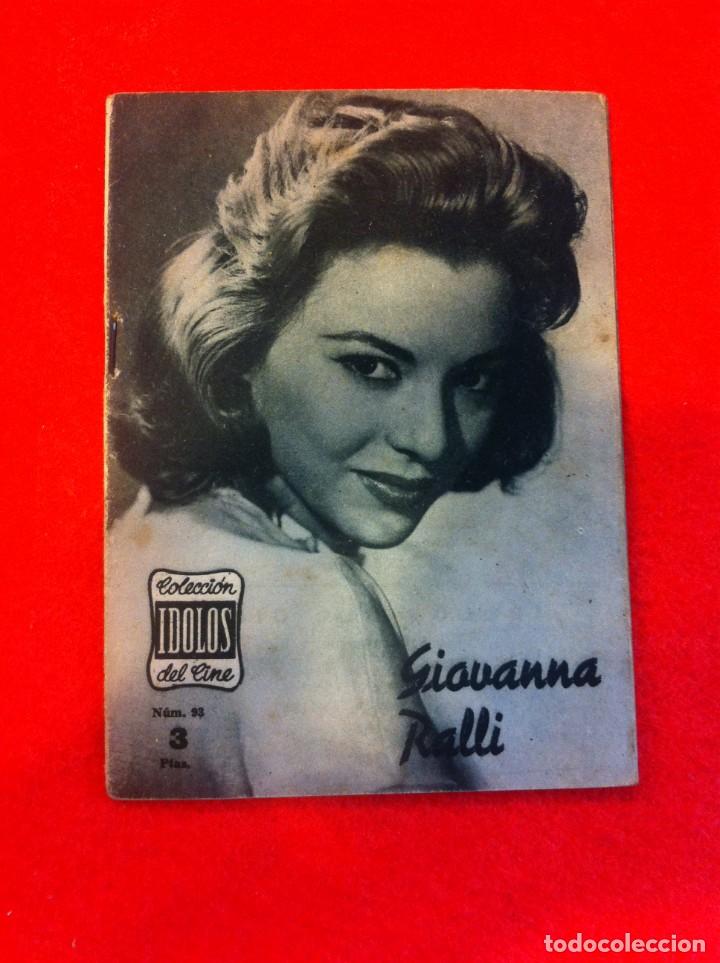 Colección
IDOLOS
del Cine
Núm. 93
3
Ptas.
Giovanna
Ralli
todocoleccion